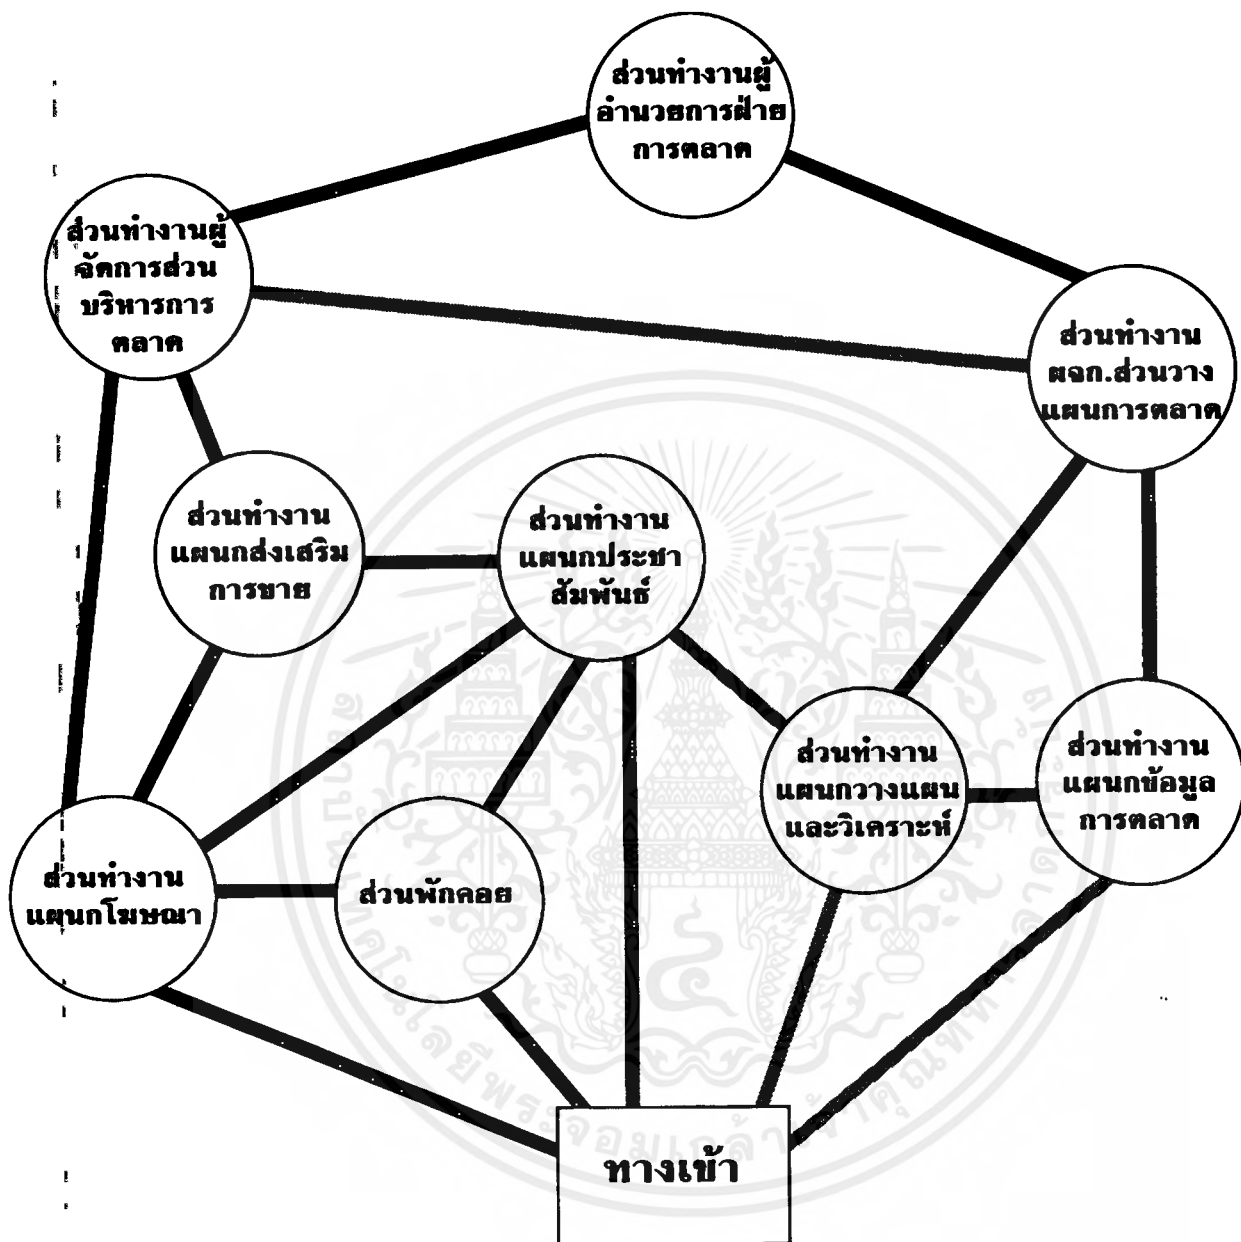 ส่วนทำงานผู้
อำนวยการฝ่าย
การตลาด
ส่วนทำงานผู้
จัดการส่วน
บริหารการ
ตลาด
ส่วนทำงาน
ผจก.ส่วนวาง
แผนการตลาด
ส่วนทำงาน
แผนกส่งเสริม
การขาย
ส่วนทำงาน
แผนกประชา
สัมพันธ์
ส่วนทำงาน
แผนกวางแผน
และวิเคราะห์
ส่วนทำงาน
แผนกข้อมูล
การตลาด
ส่วนทำงาน
แผนกโฆษณา
ส่วนพักคอย
ทางเข้า